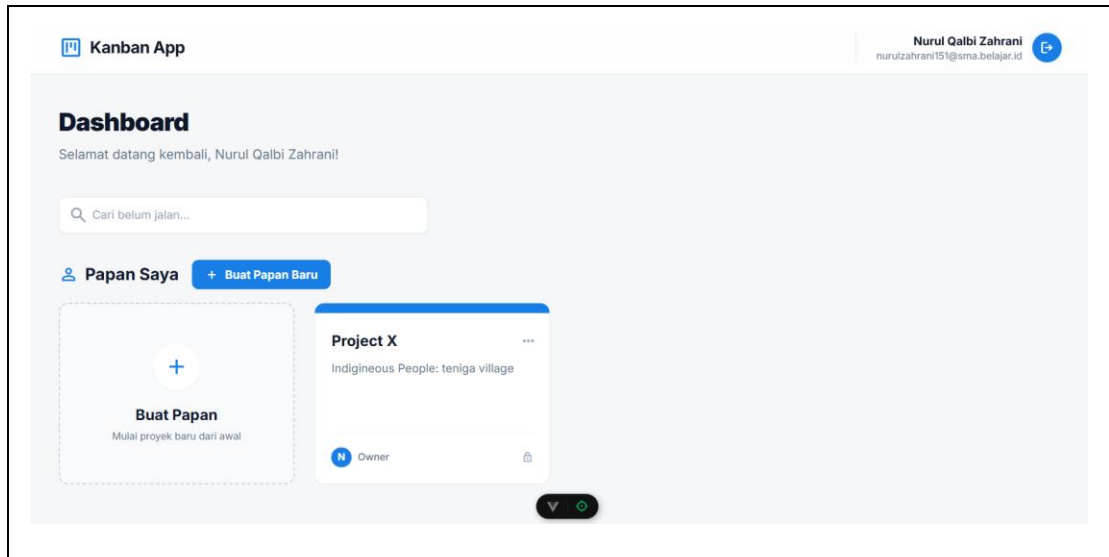 Kanban App
Nurul Qalbi Zahrani
nurulzahrani151@sma.belajar.id
Dashboard
Selamat datang kembali, Nurul Qalbi Zahrani!
Cari belum jalan...
Papan Saya
+ Buat Papan Baru
Project X
Indigineous People: teniga village
Buat Papan
Mulai proyek baru dari awal
N Owner